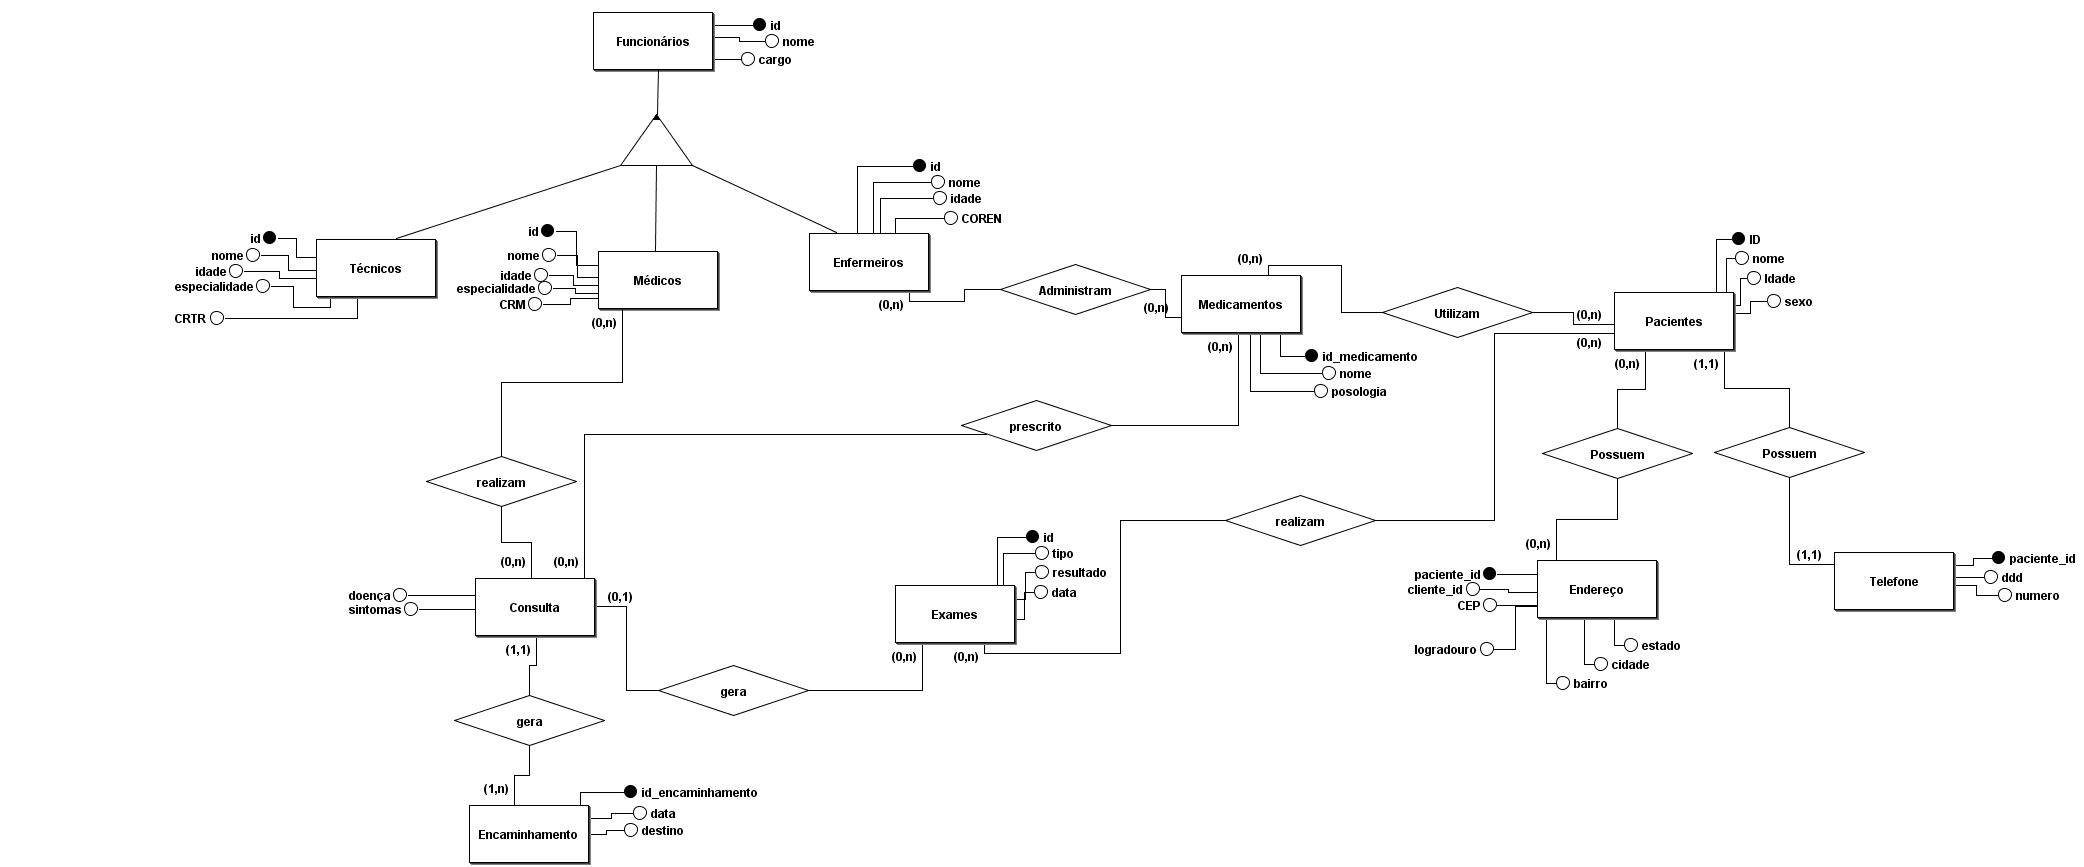 Funcionários
id
nome
cargo
id
nome
idade
COREN
Enfermeiros
(0,n)
id
nome
idade
especialidade
CRTR
Técnicos
id
nome
idade
especialidade
CRM
Médicos
(0,n)
Administram
(0,n)
(0,n)
Medicamentos
(0,n)
id_medicamento
nome
posologia
Utilizam
(0,n)
(0,n)
Pacientes
ID
nome
Idade
sexo
(0,n)
(1,1)
prescrito
realizam
Possuem
Possuem
realizam
(0,n)
(0,n)
doença
sintomas
Consulta
(0,1)
(1,1)
id
tipo
resultado
data
Exames
(0,n)
(0,n)
(0,n)
paciente_id
cliente_id
CEP
logradouro
Endereço
estado
cidade
bairro
(1,1)
Telefone
paciente_id
ddd
numero
gera
gera
(1,n)
id_encaminhamento
data
destino
Encaminhamento